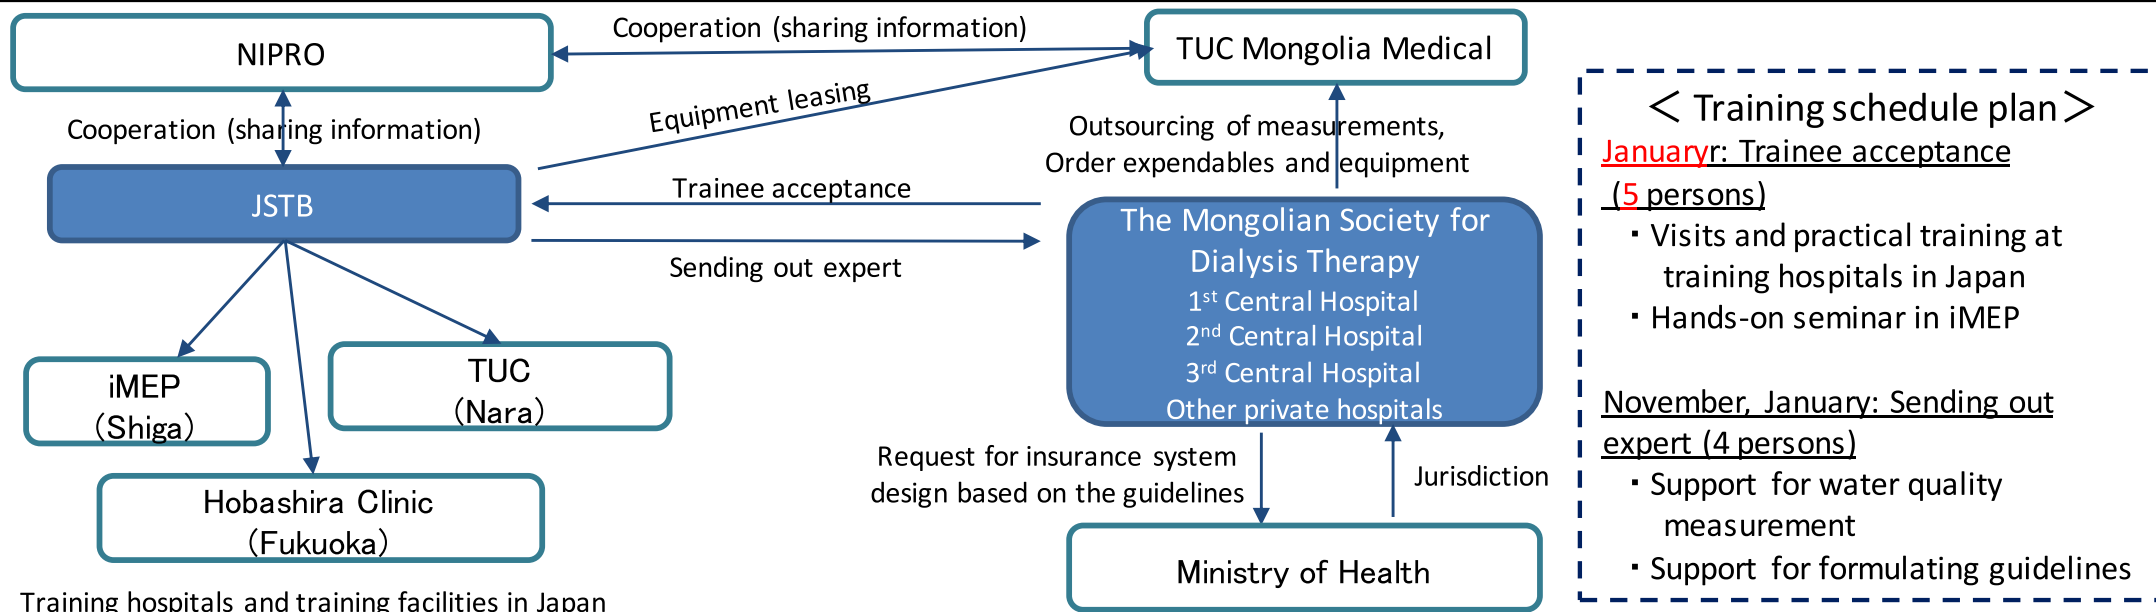 NIPRO
Cooperation (sharing information)
TUC Mongolia Medical
Equipment leasing
Cooperation (sharing information)
Outsourcing of measurements,
Order expendables and equipment
JSTB
Trainee acceptance
Sending out expert
The Mongolian Society for
Dialysis Therapy
1st Central Hospital
2nd Central Hospital
3rd Central Hospital
Other private hospitals
iMEP
(Shiga)
TUC
(Nara)
Hobashira Clinic
(Fukuoka)
Training hospitals and training facilities in Japan
Request for insurance system
design based on the guidelines
Jurisdiction
Ministry of Health
＜ Training schedule plan＞
Januaryr: Trainee acceptance
(5 persons)
・Visits and practical training at
training hospitals in Japan
・Hands-on seminar in iMEP
November, January: Sending out
expert (4 persons)
・Support for water quality
measurement
・Support for formulating guidelines